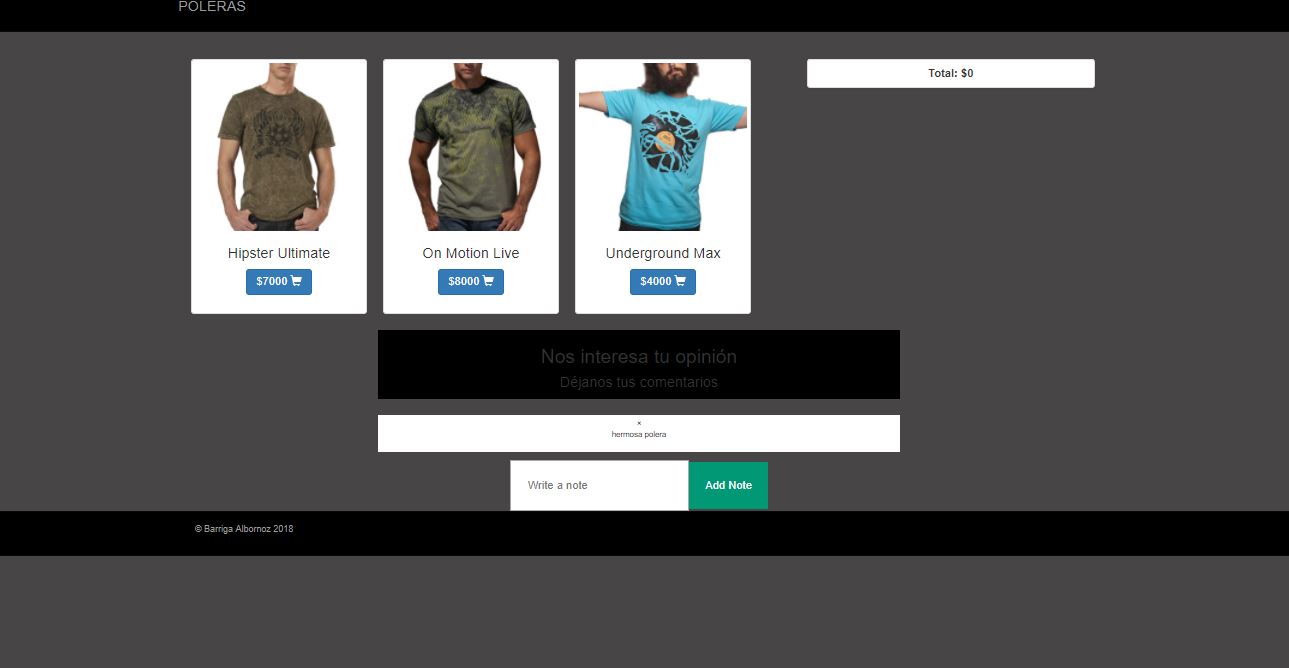 POLERAS
Total: $0
Hipster Ultimate
$7000
On Motion Live
$8000
Underground Max
$4000
Nos interesa tu opinión
Déjanos tus comentarios
×
hermosa polera
Write a note
Add Note
© Barriga Albornoz 2018